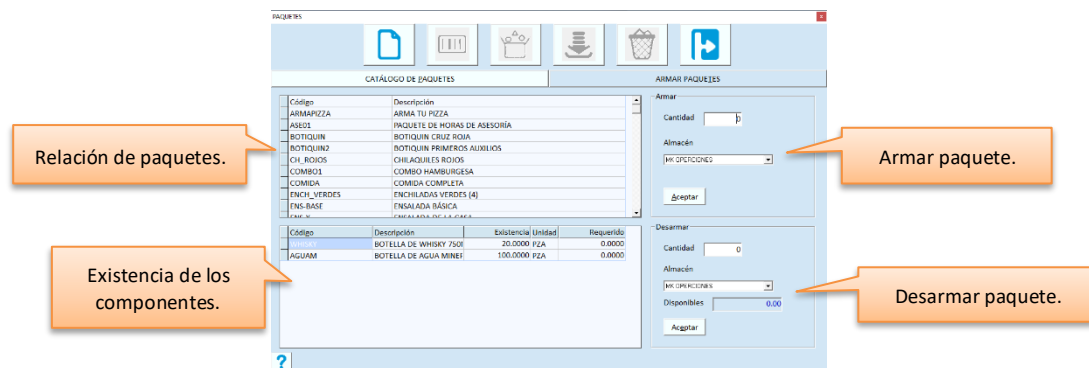 PAQUETES
CATÁLOGO DE PAQUETES
ARMAR PAQUETES
Código Descripción
ARMAPIZZA ARMA TU PIZZA
ASE01 PAQUETE DE HORAS DE ASESORÍA
BOTIQUIN BOTIQUIN CRUZ ROJA
BOTIQUIN2 BOTIQUIN PRIMEROS AUXILIOS
CH_ROJOS CHILAQUILES ROJOS
COMBO1 COMBO HAMBURGESA
COMIDA COMIDA COMPLETA
ENCH_VERDES ENCHILADAS VERDES (4)
ENS-BASE ENSALADA BÁSICA
Armar
Cantidad 0
Almacén
MK OPERCIONES
Aceptar
Código Descripción Existencia Unidad Requerido
WHISKY BOTELLA DE WHISKY 750 20.0000 PZA 0.0000
AGUAM BOTELLA DE AGUA MINEF 100.0000 PZA 0.0000
Desarmar
Cantidad 0
Almacén
MK OPERCIONES
Disponibles 0.00
Aceptar
?
Relación de paquetes.
Existencia de los
componentes.
Armar paquete.
Desarmar paquete.